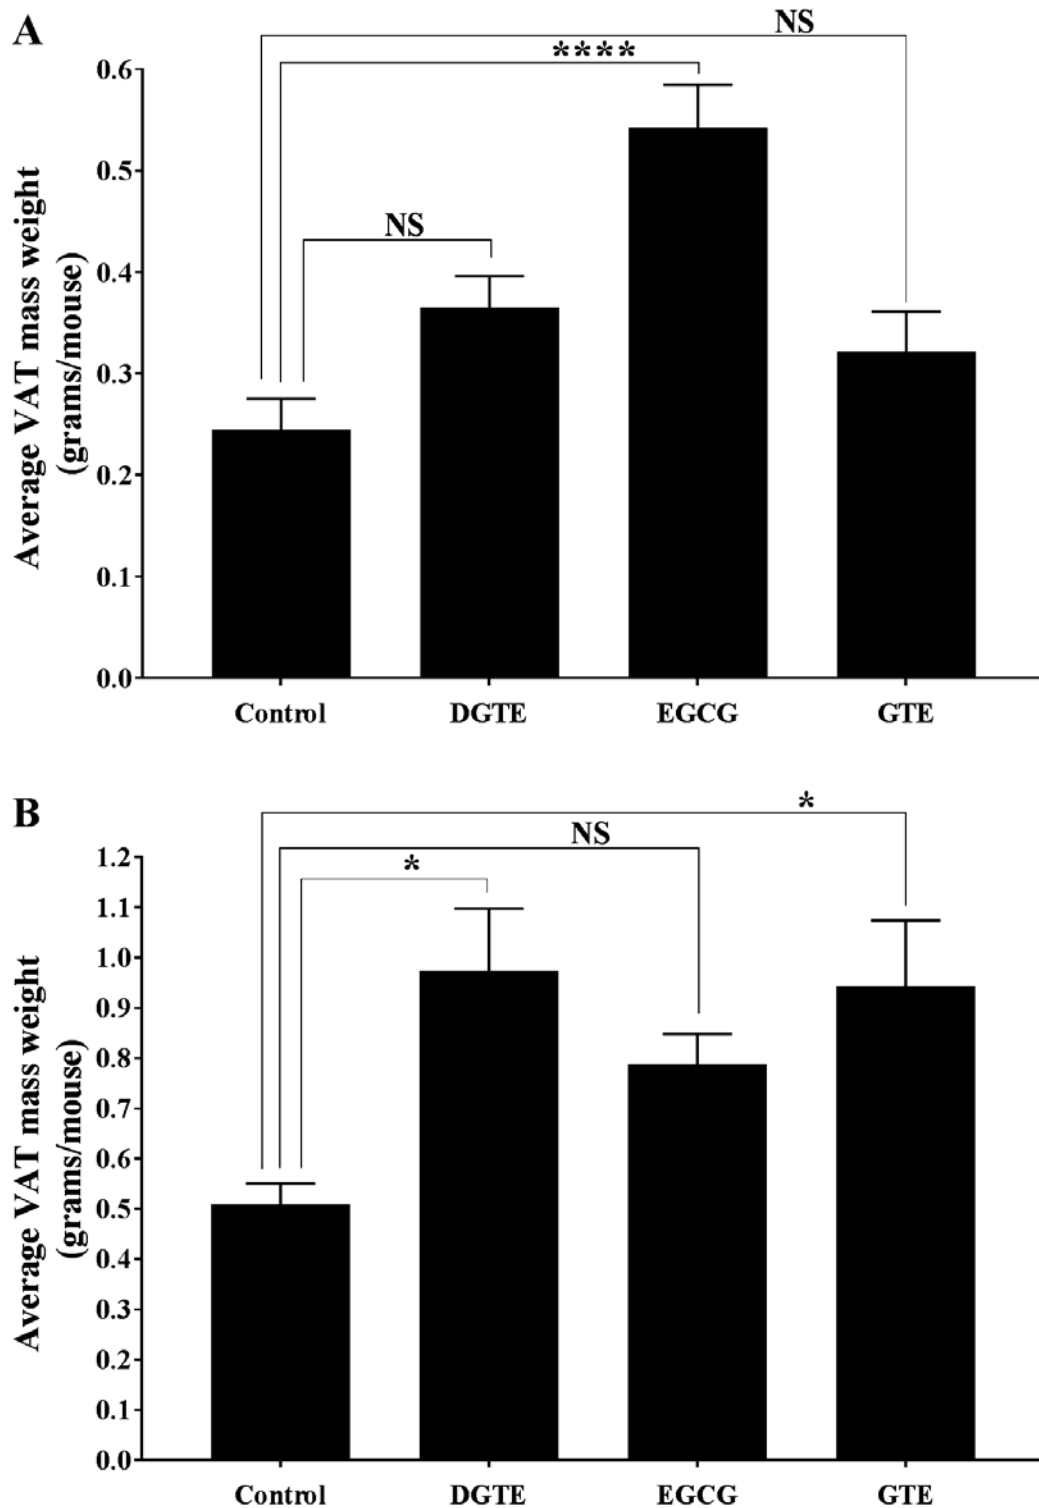 A
NS
****
NS
Average VAT mass weight
(grams/mouse)
0.6
0.5
0.4
0.3
0.2
0.1
0.0
Control DGTE EGCG GTE
B
*
NS
*
Average VAT mass weight
(grams/mouse)
1.2
1.1
1.0
0.9
0.8
0.7
0.6
0.5
0.4
0.3
0.2
0.1
0.0
Control DGTE EGCG GTE